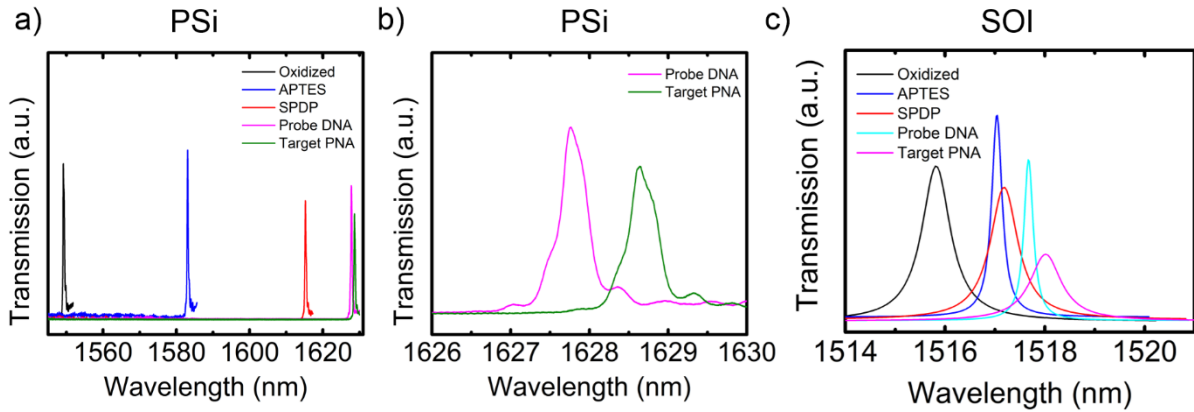 a)
PSi
Transmission (a.u.)
Oxidized
APTES
SPDP
Probe DNA
Target PNA
1560 1580 1600 1620
Wavelength (nm)
b)
PSi
Transmission (a.u.)
Probe DNA
Target PNA
1626 1627 1628 1629 1630
Wavelength (nm)
c)
SOI
Transmission (a.u.)
Oxidized
APTES
SPDP
Probe DNA
Target PNA
1514 1516 1518 1520
Wavelength (nm)